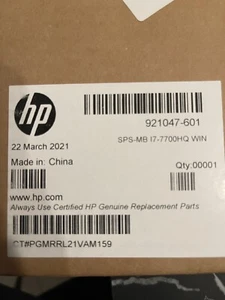 hp
921047-601
22 March 2021
SPS-MB I7-7700HQ WIN
Made in: China
Qty:00001
www.hp.com
Always Use Certified HP Genuine Replacement Parts
CT#PGMRRL21VAM159